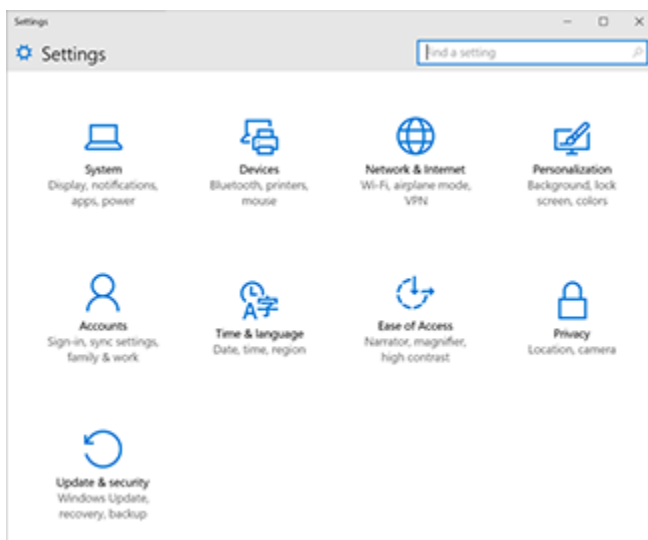 Settings
Settings
Find a setting
System
Display, notifications,
apps, power
Devices
Bluetooth, printers,
mouse
Network & Internet
Wi-Fi, airplane mode,
VPN
Personalization
Background, lock
screen, colors
Accounts
Sign-in, sync settings,
family & work
A字
Time & language
Date, time, region
Ease of Access
Narrator, magnifier,
high contrast
Privacy
Location, camera
Update & security
Windows Update,
recovery, backup